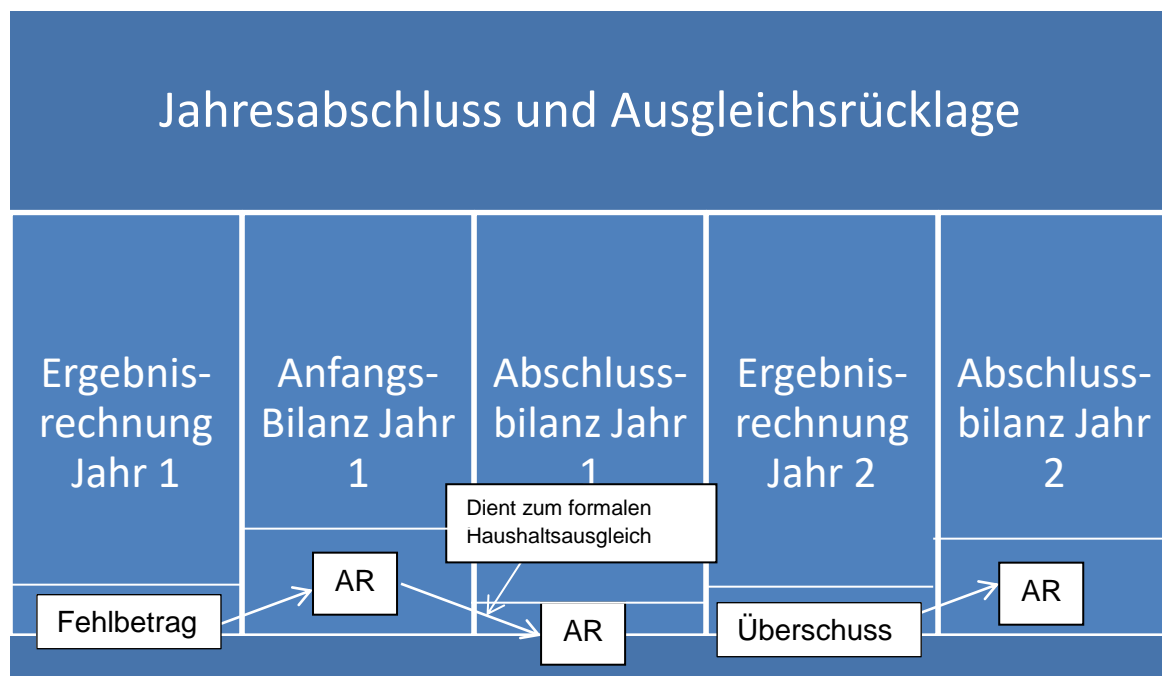 Jahresabschluss und Ausgleichsrücklage
Ergebnis-
rechnung
Jahr 1
Anfangs-
Bilanz Jahr
1
Abschluss-
bilanz Jahr
1
Ergebnis-
rechnung
Jahr 2
Abschluss-
bilanz Jahr
2
Dient zum formalen
Haushaltsausgleich
Fehlbetrag
AR
AR
Überschuss
AR